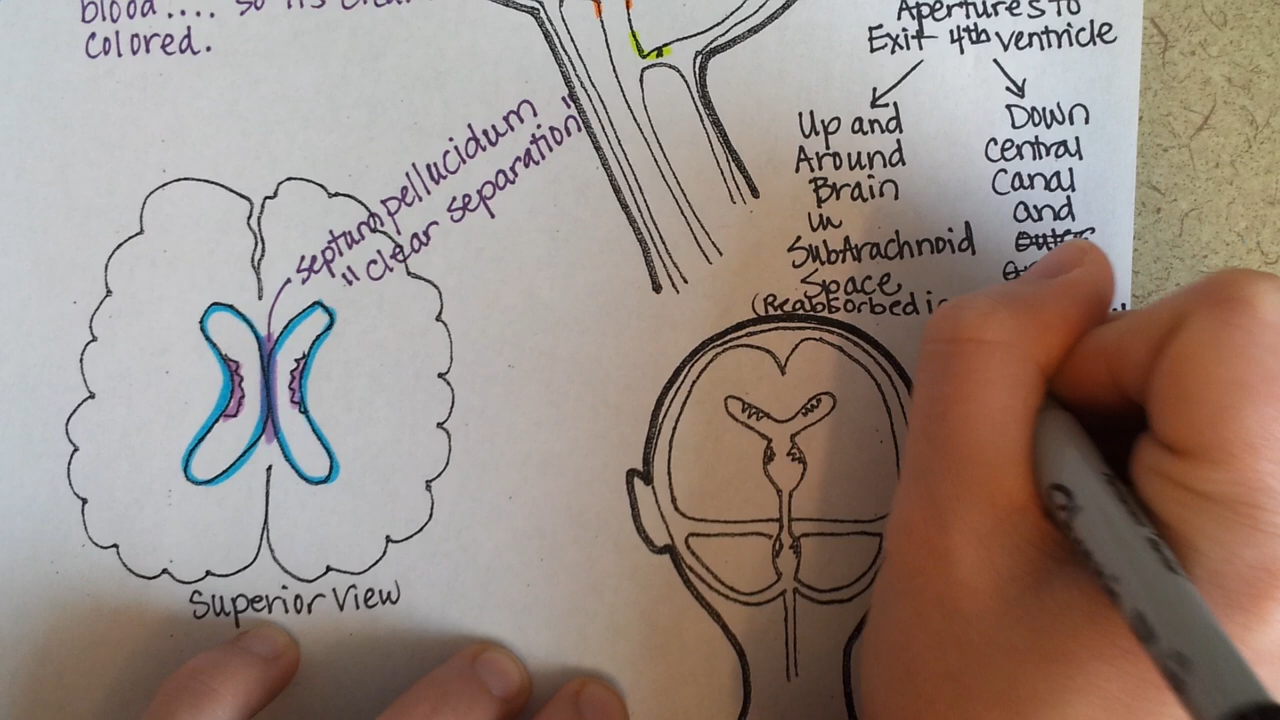 blood.... so its clear
colored.
Apertures to
Exit 4th ventricle
Up and
Around
Brain
in
SubArachnoid
Space
(Reabsorbed i
Down
central
Canal
and
septum pellucidum
"clear separation"
Superior View